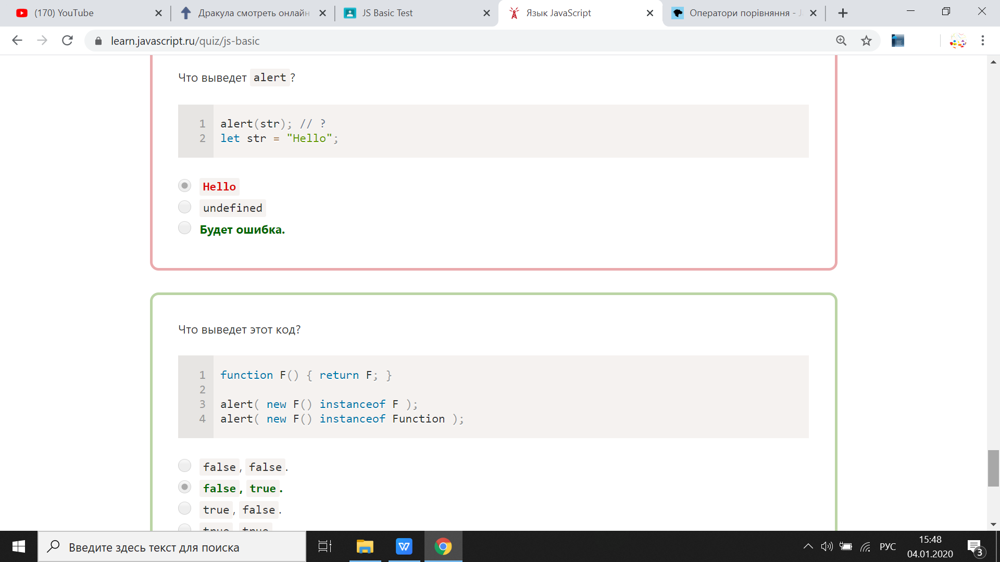 (170) YouTube
Дракула смотреть онлайн
JS Basic Test
Язык JavaScript
Оператори порівняння - J
learn.javascript.ru/quiz/js-basic
Что выведет alert?
1 alert(str); // ?
2 let str = "Hello";
Hello
undefined
Будет ошибка.
Что выведет этот код?
1 function F() { return F; }
2
3 alert( new F() instanceof F );
4 alert( new F() instanceof Function );
false, false.
false, true.
true, false.
true true
Введите здесь текст для поиска
РУС
15:48
04.01.2020
3